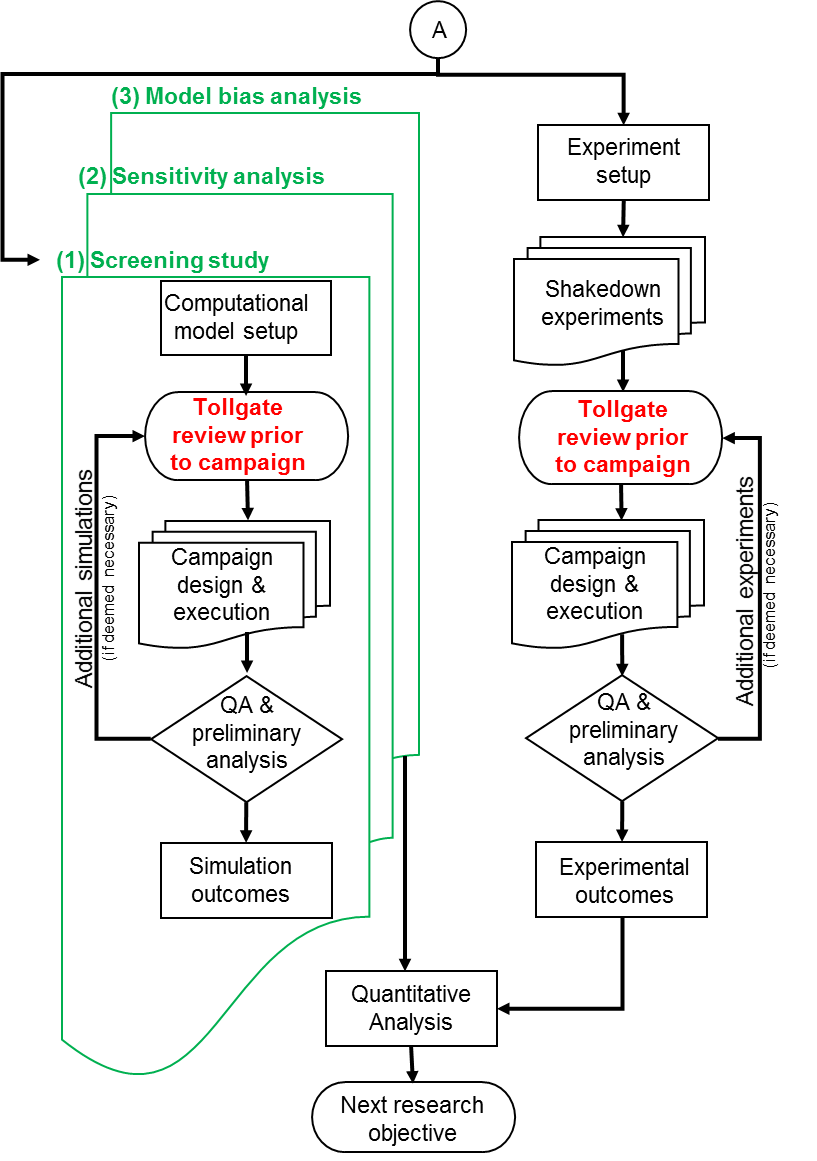 A
(3) Model bias analysis
(2) Sensitivity analysis
(1) Screening study
Computational
model setup
Tollgate
review prior
to campaign
Campaign
design &
execution
QA &
preliminary
analysis
Additional simulations
(if deemed necessary)
Simulation
outcomes
Experiment
setup
Shakedown
experiments
Tollgate
review prior
to campaign
Campaign
design &
execution
QA &
preliminary
analysis
Additional experiments
(if deemed necessary)
Experimental
outcomes
Quantitative
Analysis
Next research
objective